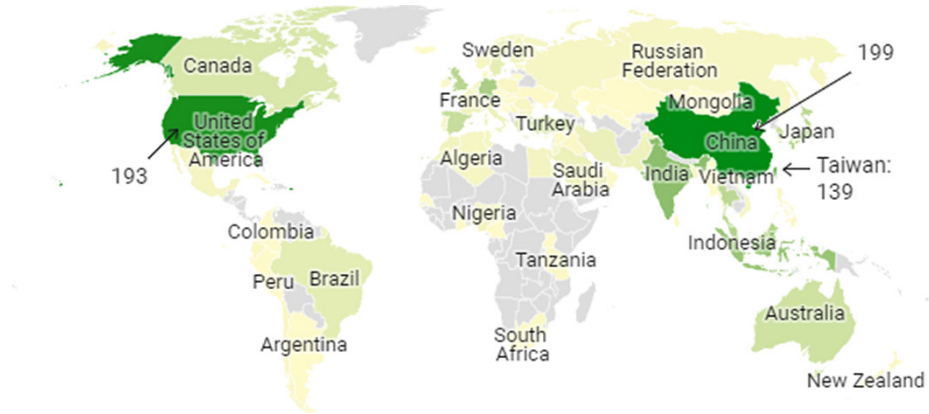 Sweden
Russian
Federation
199
Canada
France
Mongolia
United
States of
America
Turkey
China
Japan
193
Algeria
Saudi
Arabia
India
Vietnam
Taiwan:
139
Nigeria
Colombia
Indonesia
Tanzania
Peru
Brazil
Australia
Argentina
South
Africa
New Zealand